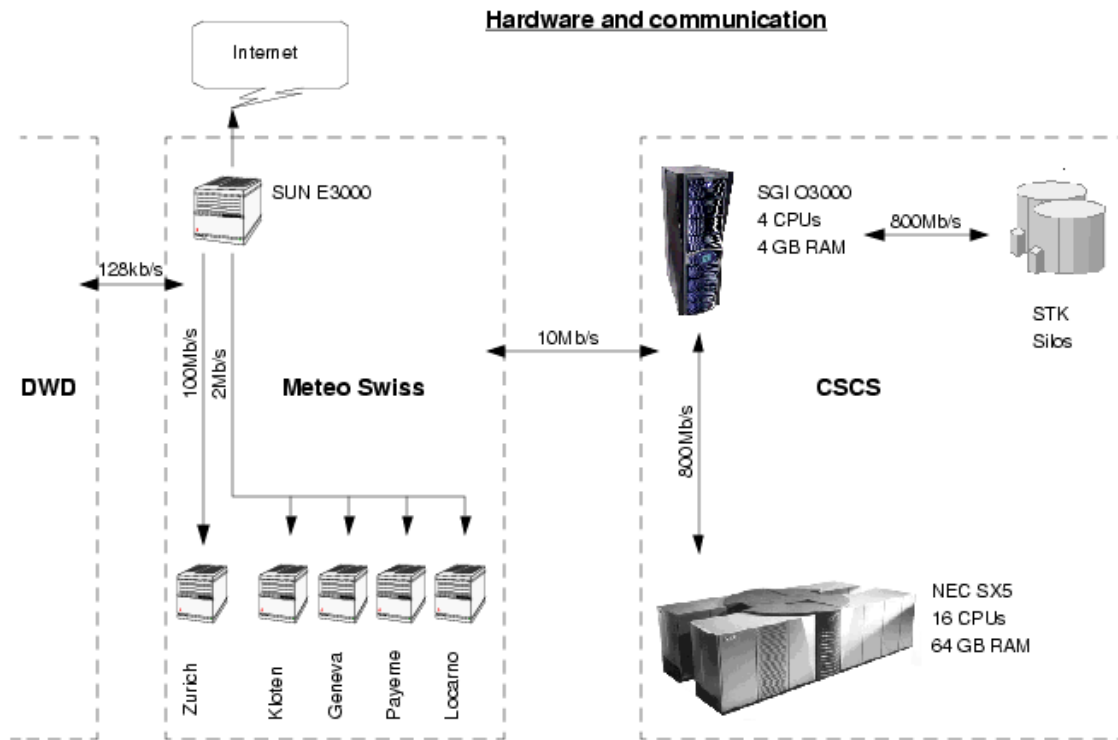 Hardware and communication
Internet
SUN E3000
SGI O3000
4 CPUs
4 GB RAM
800Mb/s
STK
Silos
128kb/s
100Mb/s
2Mb/s
10Mb/s
DWD
Meteo Swiss
CSCS
800Mb/s
NEC SX5
16 CPUs
64 GB RAM
Zurich
Kloten
Geneva
Payerne
Locarno